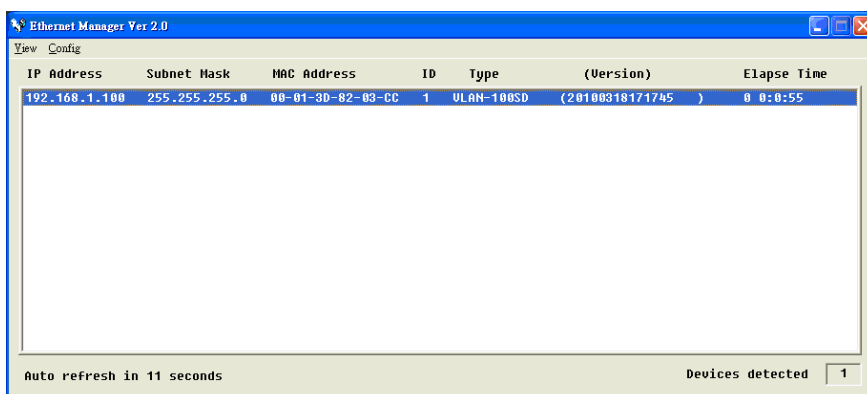 Ethernet Manager Ver 2.0
View Config
IP Address Subnet Mask MAC Address ID Type (Version) Elapse Time
192.168.1.100 255.255.255.0 00-01-3D-82-03-CC 1 VLAN-100SD (20100318171745 ) 0 0:0:55
Auto refresh in 11 seconds Devices detected 1